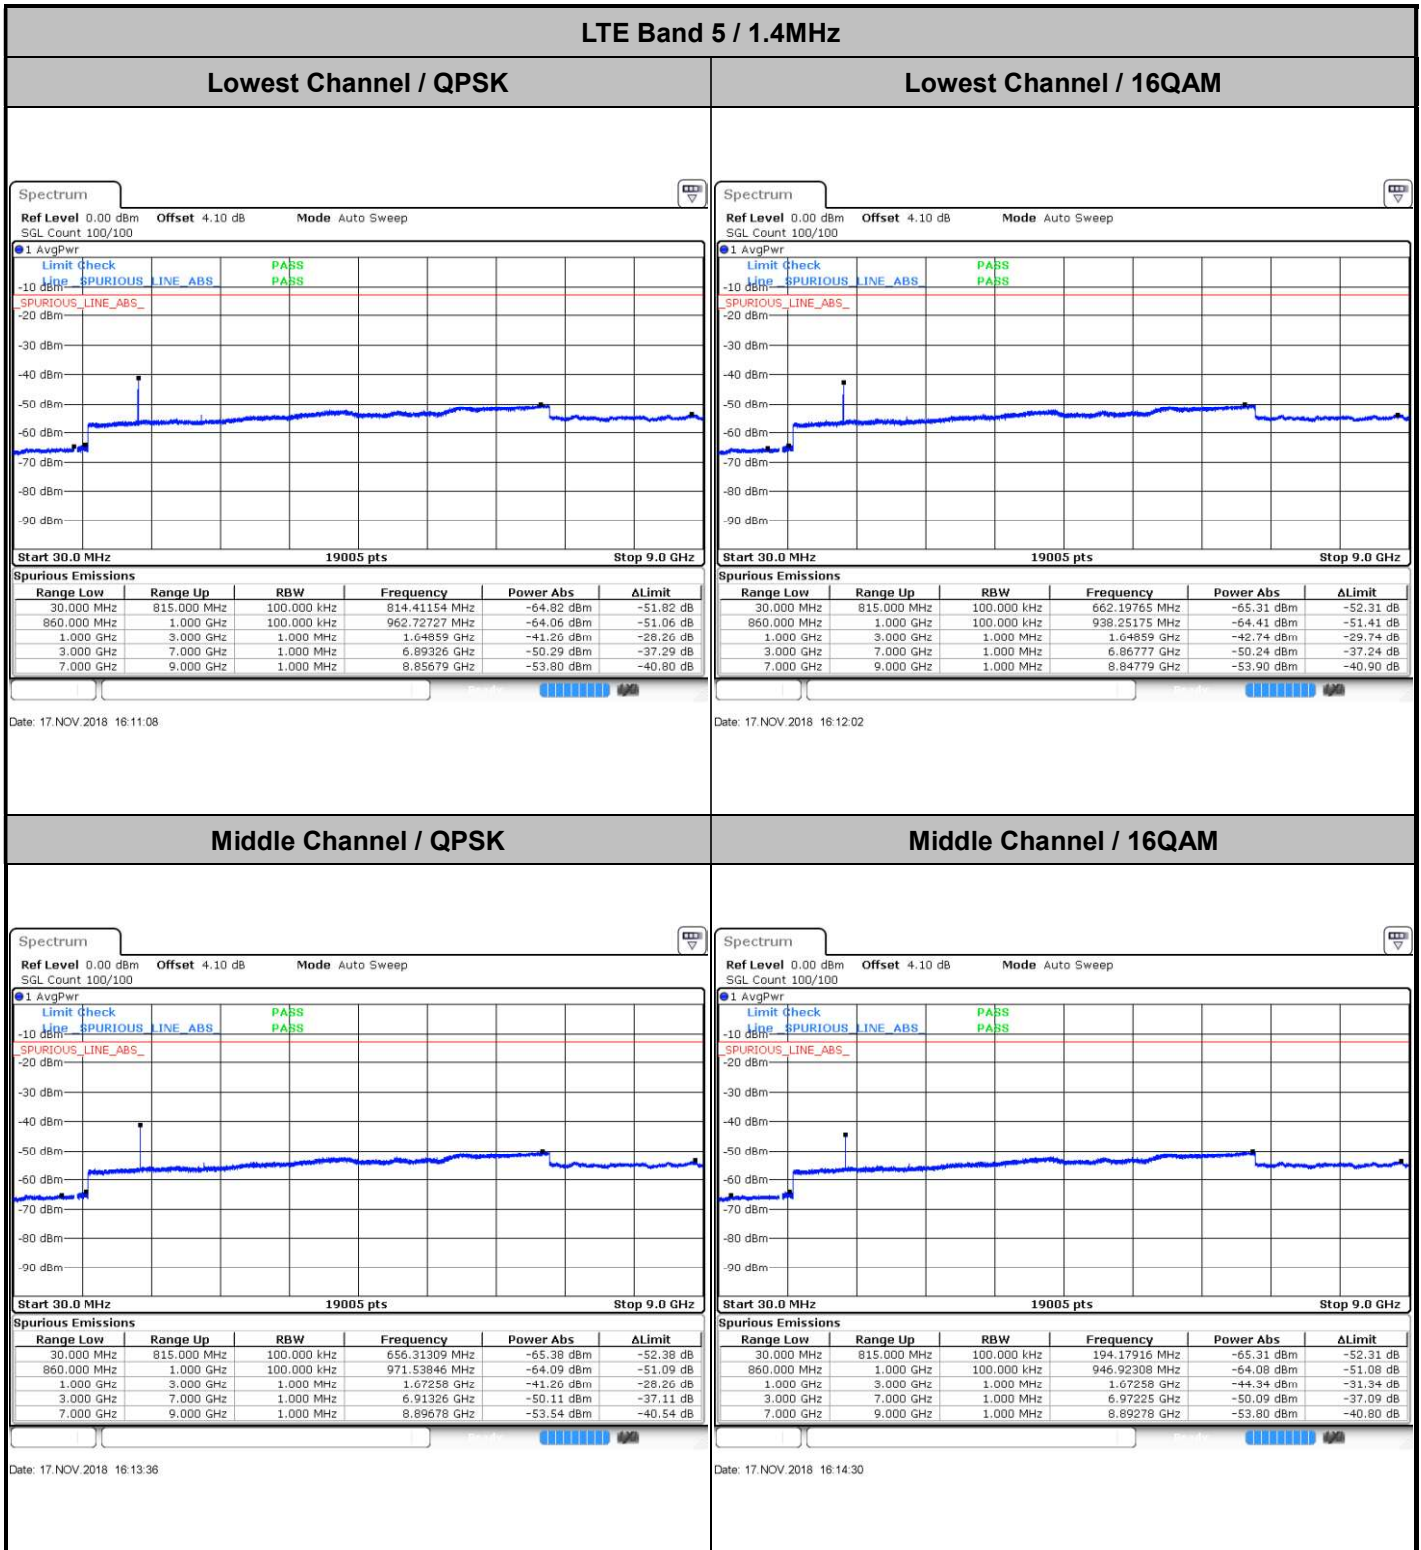 LTE Band 5 / 1.4MHz
Lowest Channel / QPSK
Lowest Channel / 16QAM
Spectrum
Ref Level 0.00 dBm Offset 4.10 dB Mode Auto Sweep
SGL Count 100/100
1 AvgPwr
Limit Check PASS
Line _SPURIOUS_LINE_ABS_ PASS
-10 dBm
_SPURIOUS_LINE_ABS_
-20 dBm
-30 dBm
-40 dBm
-50 dBm
-60 dBm
-70 dBm
-80 dBm
-90 dBm
Start 30.0 MHz 19005 pts Stop 9.0 GHz
Spurious Emissions
Range Low Range Up RBW Frequency Power Abs ΔLimit
30.000 MHz 815.000 MHz 100.000 kHz 814.41154 MHz -64.82 dBm -51.82 dB
860.000 MHz 1.000 GHz 100.000 kHz 962.72727 MHz -64.06 dBm -51.06 dB
1.000 GHz 3.000 GHz 1.000 MHz 1.64859 GHz -41.26 dBm -28.26 dB
3.000 GHz 7.000 GHz 1.000 MHz 6.89326 GHz -50.29 dBm -37.29 dB
7.000 GHz 9.000 GHz 1.000 MHz 8.85679 GHz -53.80 dBm -40.80 dB
Date: 17.NOV.2018 16:11:08
Spectrum
Ref Level 0.00 dBm Offset 4.10 dB Mode Auto Sweep
SGL Count 100/100
1 AvgPwr
Limit Check PASS
Line _SPURIOUS_LINE_ABS_ PASS
-10 dBm
_SPURIOUS_LINE_ABS_
-20 dBm
-30 dBm
-40 dBm
-50 dBm
-60 dBm
-70 dBm
-80 dBm
-90 dBm
Start 30.0 MHz 19005 pts Stop 9.0 GHz
Spurious Emissions
Range Low Range Up RBW Frequency Power Abs ΔLimit
30.000 MHz 815.000 MHz 100.000 kHz 662.19765 MHz -65.31 dBm -52.31 dB
860.000 MHz 1.000 GHz 100.000 kHz 938.25175 MHz -64.41 dBm -51.41 dB
1.000 GHz 3.000 GHz 1.000 MHz 1.64859 GHz -42.74 dBm -29.74 dB
3.000 GHz 7.000 GHz 1.000 MHz 6.86777 GHz -50.24 dBm -37.24 dB
7.000 GHz 9.000 GHz 1.000 MHz 8.84779 GHz -53.90 dBm -40.90 dB
Date: 17.NOV.2018 16:12:02
Middle Channel / QPSK
Middle Channel / 16QAM
Spectrum
Ref Level 0.00 dBm Offset 4.10 dB Mode Auto Sweep
SGL Count 100/100
1 AvgPwr
Limit Check PASS
Line _SPURIOUS_LINE_ABS_ PASS
-10 dBm
_SPURIOUS_LINE_ABS_
-20 dBm
-30 dBm
-40 dBm
-50 dBm
-60 dBm
-70 dBm
-80 dBm
-90 dBm
Start 30.0 MHz 19005 pts Stop 9.0 GHz
Spurious Emissions
Range Low Range Up RBW Frequency Power Abs ΔLimit
30.000 MHz 815.000 MHz 100.000 kHz 656.31309 MHz -65.38 dBm -52.38 dB
860.000 MHz 1.000 GHz 100.000 kHz 971.53846 MHz -64.09 dBm -51.09 dB
1.000 GHz 3.000 GHz 1.000 MHz 1.67258 GHz -41.26 dBm -28.26 dB
3.000 GHz 7.000 GHz 1.000 MHz 6.91326 GHz -50.11 dBm -37.11 dB
7.000 GHz 9.000 GHz 1.000 MHz 8.89678 GHz -53.54 dBm -40.54 dB
Date: 17.NOV.2018 16:13:36
Spectrum
Ref Level 0.00 dBm Offset 4.10 dB Mode Auto Sweep
SGL Count 100/100
1 AvgPwr
Limit Check PASS
Line _SPURIOUS_LINE_ABS_ PASS
-10 dBm
_SPURIOUS_LINE_ABS_
-20 dBm
-30 dBm
-40 dBm
-50 dBm
-60 dBm
-70 dBm
-80 dBm
-90 dBm
Start 30.0 MHz 19005 pts Stop 9.0 GHz
Spurious Emissions
Range Low Range Up RBW Frequency Power Abs ΔLimit
30.000 MHz 815.000 MHz 100.000 kHz 194.17916 MHz -65.31 dBm -52.31 dB
860.000 MHz 1.000 GHz 100.000 kHz 946.92308 MHz -64.08 dBm -51.08 dB
1.000 GHz 3.000 GHz 1.000 MHz 1.67258 GHz -44.34 dBm -31.34 dB
3.000 GHz 7.000 GHz 1.000 MHz 6.97225 GHz -50.09 dBm -37.09 dB
7.000 GHz 9.000 GHz 1.000 MHz 8.89278 GHz -53.80 dBm -40.80 dB
Date: 17.NOV.2018 16:14:30